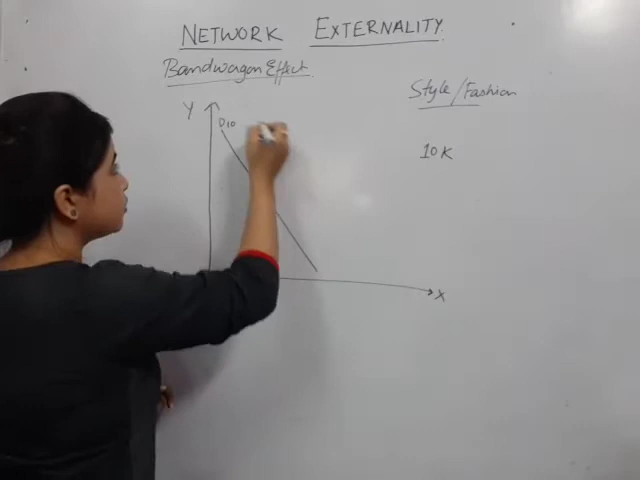 NETWORK EXTERNALITY
Bandwagon Effect
Style/Fashion
Y
D10
10K
X